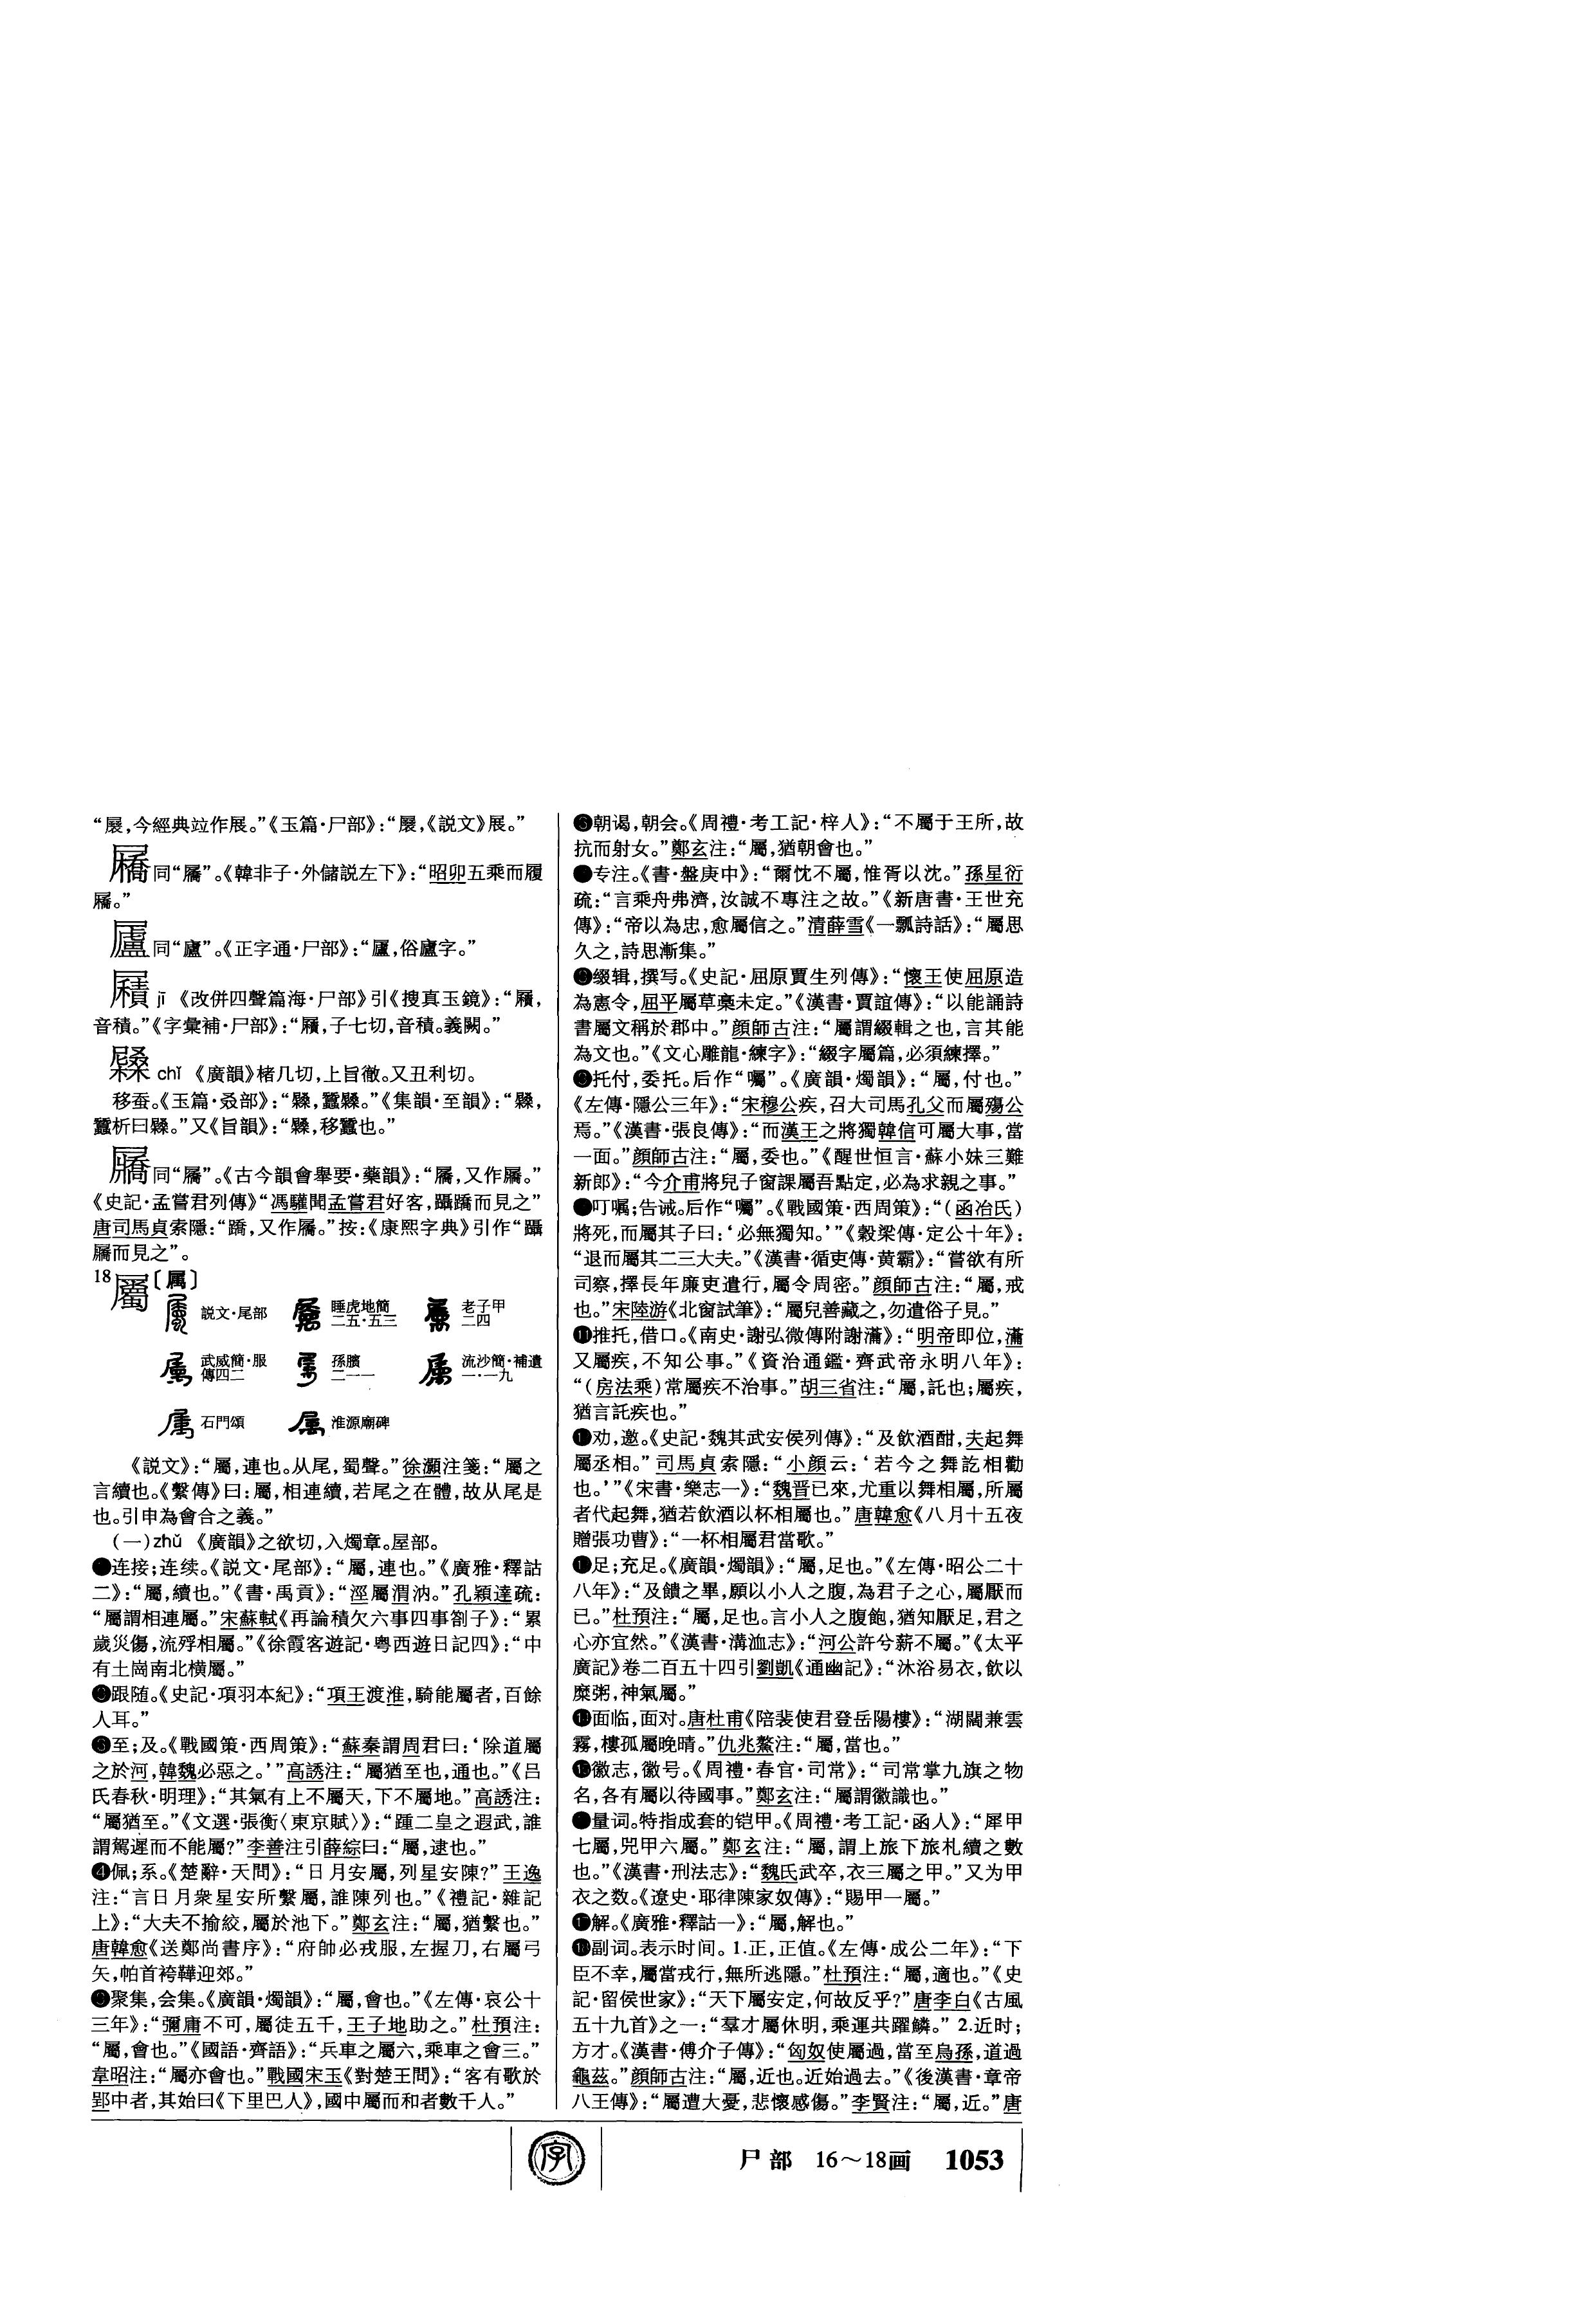 “㞡,今經典竝作展。”《玉篇·尸部》:“㞡,《説文》展。”
同“屩”。《韓非子·外儲説左下》:“昭卯五乘而履
。”
同“廬”。《正字通·尸部》:“,俗廬字。”
jī 《改併四聲篇海·尸部》引《搜真玉鏡》:“,
音積。”《字彙補·尸部》:“,子七切,音積。義闕。”
chǐ 《廣韻》楮几切,上旨徹。又丑利切。
移蚕。《玉篇·叕部》:“,蠶。”《集韻·至韻》:“,
蠶析曰。”又《旨韻》:“,移蠶也。”
同“屩”。《古今韻會舉要·藥韻》:“屩,又作。”
《史記·孟嘗君列傳》“馮驩聞孟嘗君好客,躡蹻而見之”
唐司馬貞索隱:“蹻,又作。”按:《康熙字典》引作“躡
而見之”。
18
屬〔属〕
説文·尾部 睡虎地簡二五·五三 老子甲二四
武威簡·服傳四二 孫臏二一一 流沙簡·補遺一·一九
石門頌 淮源廟碑
《説文》:“屬,連也。从尾,蜀聲。”徐灝注箋:“屬之
言續也。《繫傳》曰:屬,相連續,若尾之在體,故从尾是
也。引申為會合之義。”
(一)zhǔ 《廣韻》之欲切,入燭章。屋部。
连接;连续。《説文·尾部》:“屬,連也。”《廣雅·釋詁
二》:“屬,續也。”《書·禹貢》:“涇屬渭汭。”孔穎達疏:
“屬謂相連屬。”宋蘇軾《再論積欠六事四事劄子》:“累
歲災傷,流殍相屬。”《徐霞客遊記·粤西遊日記四》:“中
有土崗南北横屬。”
跟随。《史記·項羽本紀》:“項王渡淮,騎能屬者,百餘
人耳。”
❸至;及。《戰國策·西周策》:“蘇秦謂周君曰:‘除道屬
之於河,韓魏必惡之。’”高誘注:“屬猶至也,通也。”《吕
氏春秋·明理》:“其氣有上不屬天,下不屬地。”高誘注:
“屬猶至。”《文選·張衡〈東京賦〉》:“踵二皇之遐武,誰
謂駕遲而不能屬?”李善注引薛綜曰:“屬,逮也。”
❹佩;系。《楚辭·天問》:“日月安屬,列星安陳?”王逸
注:“言日月衆星安所繫屬,誰陳列也。”《禮記·雜記
上》:“大夫不揄絞,屬於池下。”鄭玄注:“屬,猶繫也。”
唐韓愈《送鄭尚書序》:“府帥必戎服,左握刀,右屬弓
矢,帕首袴鞾迎郊。”
聚集,会集。《廣韻·燭韻》:“屬,會也。”《左傳·哀公十
三年》:“彌庸不可,屬徒五千,王子地助之。”杜預注:
“屬,會也。”《國語·齊語》:“兵車之屬六,乘車之會三。”
韋昭注:“屬亦會也。”戰國宋玉《對楚王問》:“客有歌於
郢中者,其始曰《下里巴人》,國中屬而和者數千人。”
朝谒,朝会。《周禮·考工記·梓人》:“不屬于王所,故
抗而射女。”鄭玄注:“屬,猶朝會也。”
专注。《書·盤庚中》:“爾忱不屬,惟胥以沈。”孫星衍
疏:“言乘舟弗濟,汝誠不專注之故。”《新唐書·王世充
傳》:“帝以為忠,愈屬信之。”清薛雪《一瓢詩話》:“屬思
久之,詩思漸集。”
缀辑,撰写。《史記·屈原賈生列傳》:“懷王使屈原造
為憲令,屈平屬草藁未定。”《漢書·賈誼傳》:“以能誦詩
書屬文稱於郡中。”顔師古注:“屬謂綴輯之也,言其能
為文也。”《文心雕龍·練字》:“綴字屬篇,必須練擇。”
托付,委托。后作“囑”。《廣韻·燭韻》:“屬,付也。”
《左傳·隱公三年》:“宋穆公疾,召大司馬孔父而屬殤公
焉。”《漢書·張良傳》:“而漢王之將獨韓信可屬大事,當
一面。”顔師古注:“屬,委也。”《醒世恒言·蘇小妹三難
新郎》:“今介甫將兒子窗課屬吾點定,必為求親之事。”
叮嘱;告诫。后作“囑”。《戰國策·西周策》:“(函冶氏)
將死,而屬其子曰:‘必無獨知。’”《穀梁傳·定公十年》:
“退而屬其二三大夫。”《漢書·循吏傳·黄霸》:“嘗欲有所
司察,擇長年廉吏遣行,屬令周密。”顔師古注:“屬,戒
也。”宋陸游《北窗試筆》:“屬兒善藏之,勿遣俗子見。”
⓫推托,借口。《南史·謝弘微傳附謝瀹》:“明帝即位,瀹
又屬疾,不知公事。”《資治通鑑·齊武帝永明八年》:
“(房法乘)常屬疾不治事。”胡三省注:“屬,託也;屬疾,
猶言託疾也。”
劝,邀。《史記·魏其武安侯列傳》:“及飲酒酣,夫起舞
屬丞相。”司馬貞索隱:“小顔云:‘若今之舞訖相勸
也。’”《宋書·樂志一》:“魏晋已來,尤重以舞相屬,所屬
者代起舞,猶若飲酒以杯相屬也。”唐韓愈《八月十五夜
贈張功曹》:“一杯相屬君當歌。”
足;充足。《廣韻·燭韻》:“屬,足也。”《左傳·昭公二十
八年》:“及饋之畢,願以小人之腹,為君子之心,屬厭而
已。”杜預注:“屬,足也。言小人之腹飽,猶知厭足,君之
心亦宜然。”《漢書·溝洫志》:“河公許兮薪不屬。”《太平
廣記》卷二百五十四引劉凱《通幽記》:“沐浴易衣,飲以
糜粥,神氣屬。”
面临,面对。唐杜甫《陪裴使君登岳陽樓》:“湖闊兼雲
霧,樓孤屬晚晴。”仇兆鰲注:“屬,當也。”
徽志,徽号。《周禮·春官·司常》:“司常掌九旗之物
名,各有屬以待國事。”鄭玄注:“屬謂徽識也。”
量词。特指成套的铠甲。《周禮·考工記·函人》:“犀甲
七屬,兕甲六屬。”鄭玄注:“屬,謂上旅下旅札續之數
也。”《漢書·刑法志》:“魏氏武卒,衣三屬之甲。”又为甲
衣之数。《遼史·耶律陳家奴傳》:“賜甲一屬。”
解。《廣雅·釋詁一》:“屬,解也。”
副词。表示时间。1.正,正值。《左傳·成公二年》:“下
臣不幸,屬當戎行,無所逃隱。”杜預注:“屬,適也。”《史
記·留侯世家》:“天下屬安定,何故反乎?”唐李白《古風
五十九首》之一:“羣才屬休明,乘運共躍鱗。”2.近时;
方才。《漢書·傅介子傳》:“匈奴使屬過,當至烏孫,道過
龜兹。”顔師古注:“屬,近也。近始過去。”《後漢書·章帝
八王傳》:“屬遭大憂,悲懷感傷。”李賢注:“屬,近。”唐
字
尸部 16～18画 1053